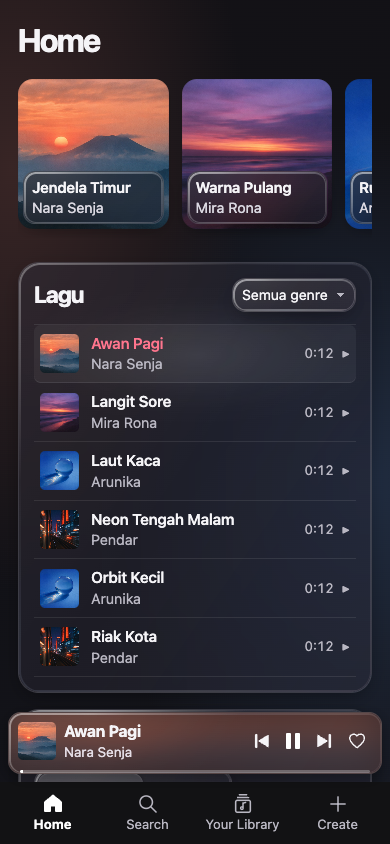 Home
Jendela Timur
Nara Senja
Warna Pulang
Mira Rona
Lagu
Semua genre
Awan Pagi
Nara Senja
0:12
Langit Sore
Mira Rona
0:12
Laut Kaca
Arunika
0:12
Neon Tengah Malam
Pendar
0:12
Orbit Kecil
Arunika
0:12
Riak Kota
Pendar
0:12
Awan Pagi
Nara Senja
Home
Search
Your Library
Create